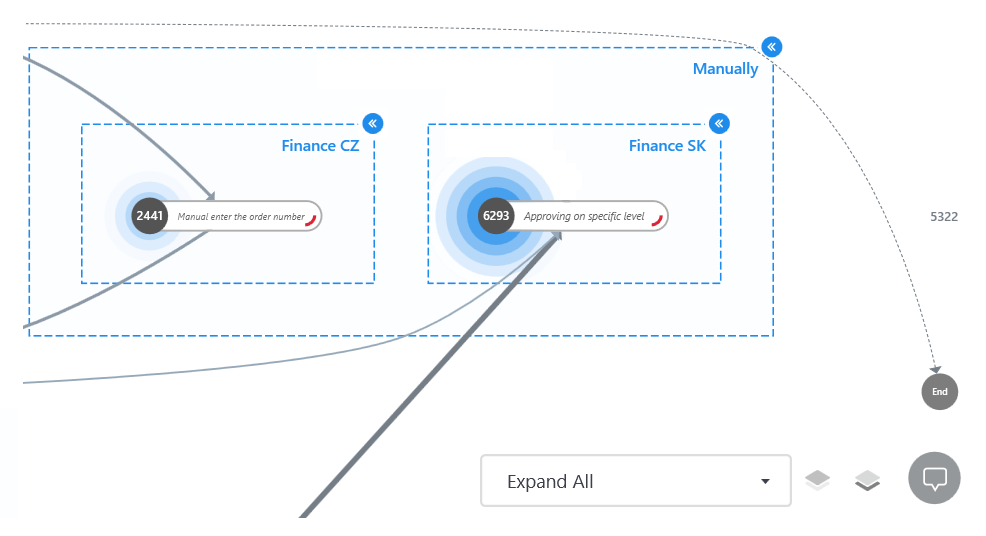 Manually
Finance CZ
Finance SK
2441 Manual enter the order number
6293 Approving on specific level
5322
End
Expand All